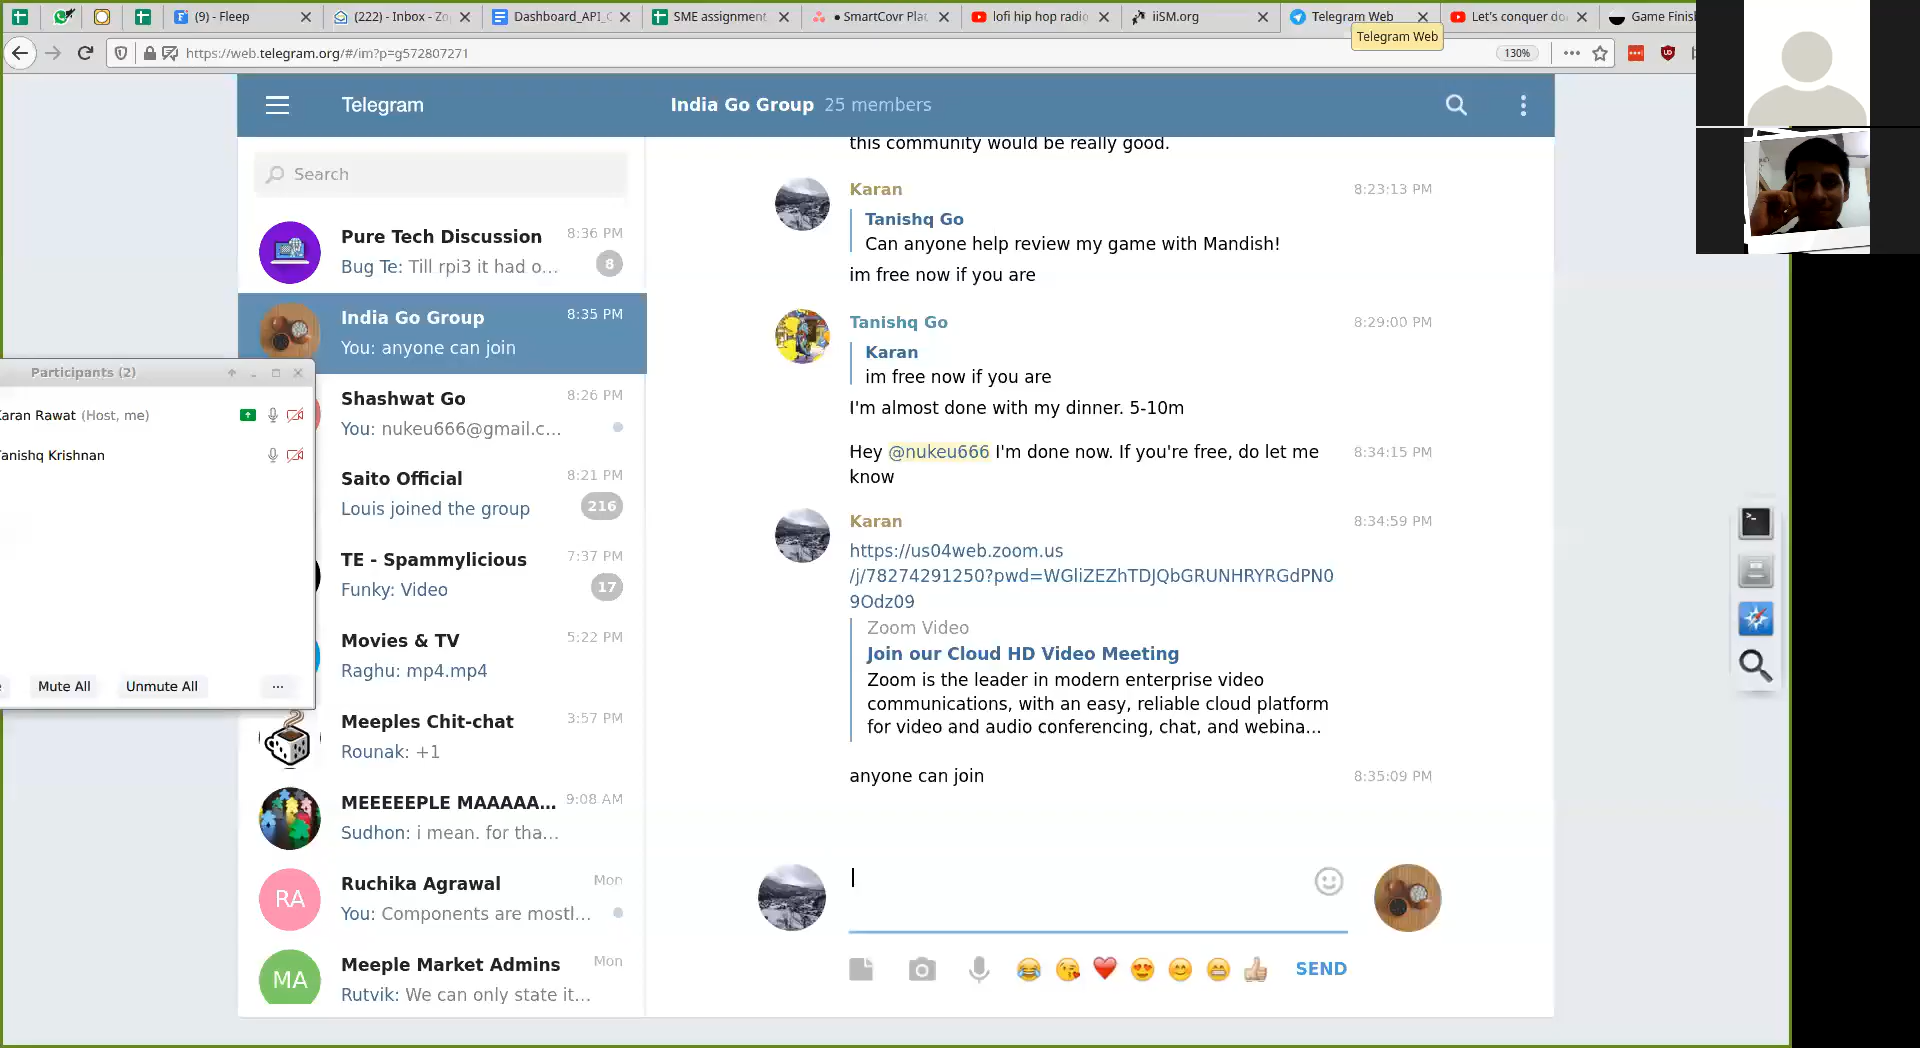 (9) - Fleep
(222) - Inbox - Zo
Dashboard_API_C
SME assignment
● SmartCovr Pla
lofi hip hop radio
iiSM.org
Telegram Web
Let's conquer do
Game Finis
Telegram Web
https://web.telegram.org/#/im?p=g572807271
130%
Telegram
India Go Group 25 members
Search
Pure Tech Discussion 8:36 PM
Bug Te: Till rpi3 it had o... 8
India Go Group 8:35 PM
You: anyone can join
Participants (2)
Karan Rawat (Host, me)
Tanishq Krishnan
Mute All Unmute All ...
Shashwat Go 8:26 PM
You: nukeu666@gmail.c...
Saito Official 8:21 PM
Louis joined the group 216
TE - Spammylicious 7:37 PM
Funky: Video 17
Movies & TV 5:22 PM
Raghu: mp4.mp4
Meeples Chit-chat 3:57 PM
Rounak: +1
MEEEEEPLE MAAAAA... 9:08 AM
Sudhon: i mean. for tha...
RA
Ruchika Agrawal Mon
You: Components are mostl...
MA
Meeple Market Admins Mon
Rutvik: We can only state it...
this community would be really good.
Karan 8:23:13 PM
Tanishq Go
Can anyone help review my game with Mandish!
im free now if you are
Tanishq Go 8:29:00 PM
Karan
im free now if you are
I'm almost done with my dinner. 5-10m
Hey @nukeu666 I'm done now. If you're free, do let me 8:34:15 PM
know
Karan 8:34:59 PM
https://us04web.zoom.us
/j/78274291250?pwd=WGliZEZhTDJQbGRUNHRYRGdPN0
9Odz09
Zoom Video
Join our Cloud HD Video Meeting
Zoom is the leader in modern enterprise video
communications, with an easy, reliable cloud platform
for video and audio conferencing, chat, and webina...
anyone can join 8:35:09 PM
SEND